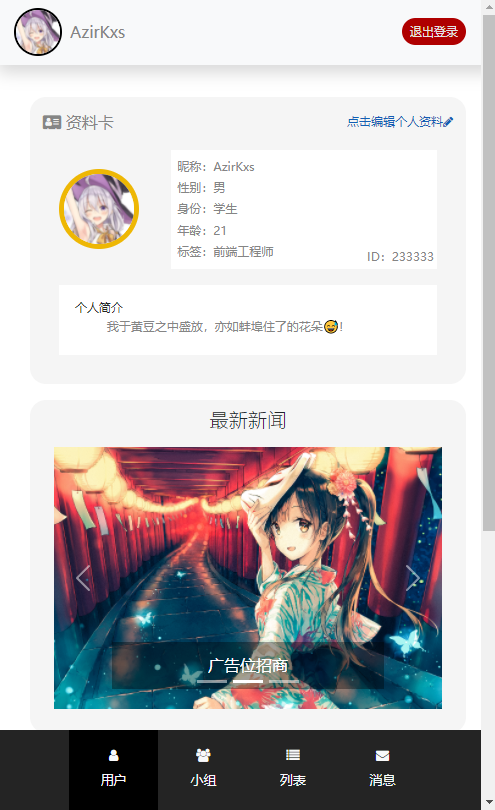 AzirKxs
退出登录
资料卡
点击编辑个人资料
昵称：AzirKxs
性别：男
身份：学生
年龄：21
标签：前端工程师
ID：233333
个人简介
我于黄豆之中盛放，亦如蚌埠住了的花朵😅！
最新新闻
广告位招商
用户
小组
列表
消息